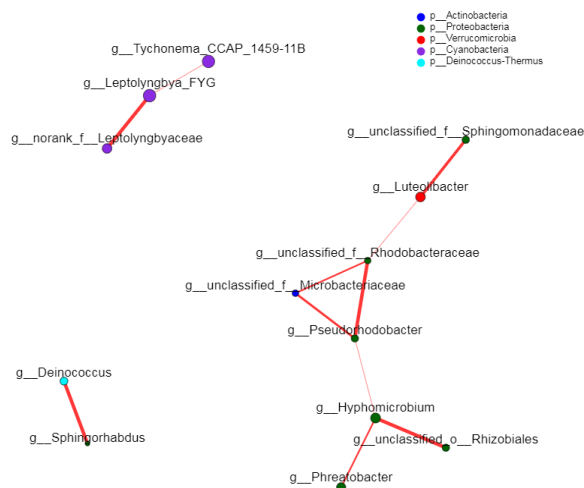 p__Actinobacteria
p__Proteobacteria
p__Verrucomicrobia
p__Cyanobacteria
p__Deinococcus-Thermus
g__Tychonema_CCAP_1459-11B
g__Leptolyngbya_FYG
g__norank_f__Leptolyngbyaceae
g__unclassified_f__Sphingomonadaceae
g__Luteolibacter
g__unclassified_f__Rhodobacteraceae
g__unclassified_f__Microbacteriaceae
g__Pseudorhodobacter
g__Deinococcus
g__Sphingorhabdus
g__Hyphomicrobium
g__unclassified_o__Rhizobiales
g__Phreatobacter